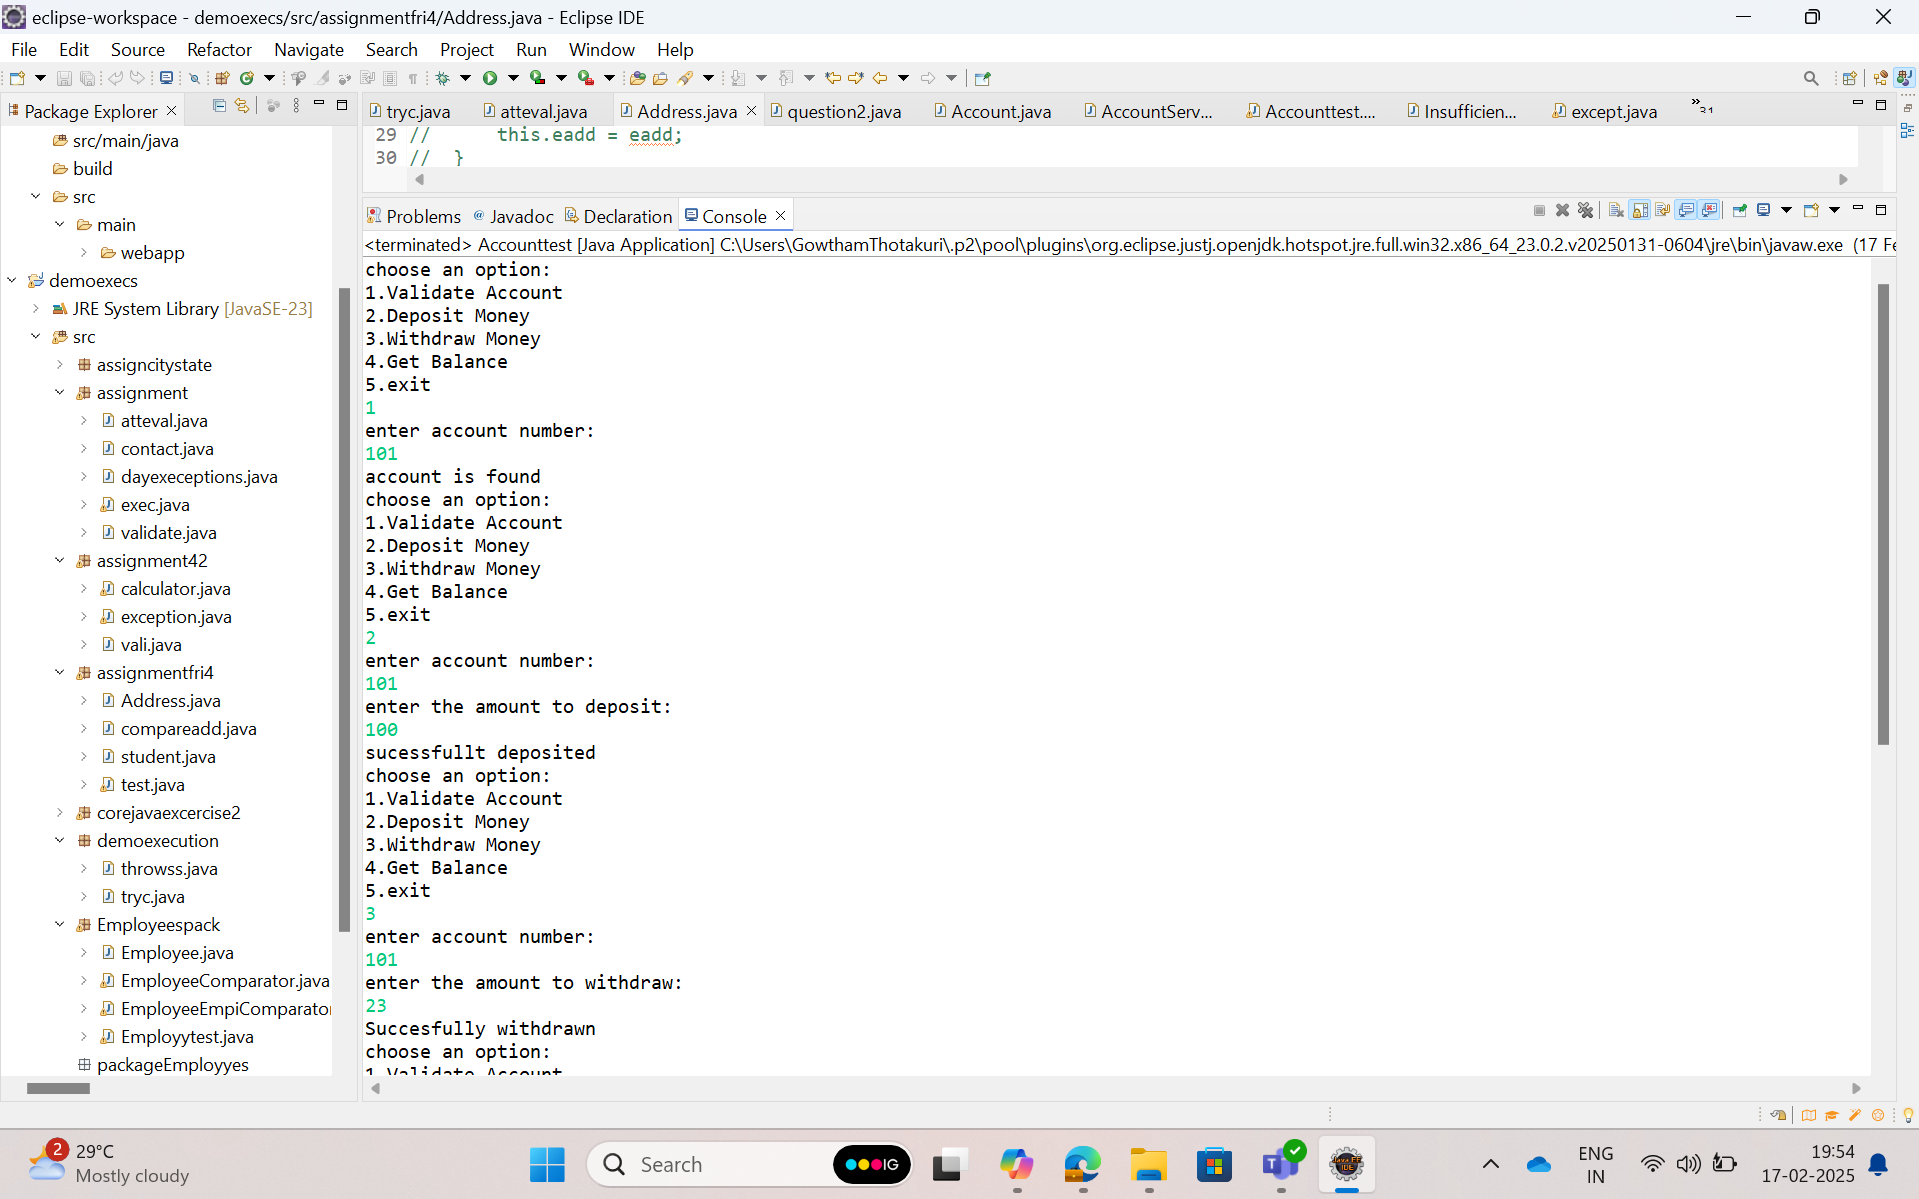 eclipse-workspace - demoexecs/src/assignmentfri4/Address.java - Eclipse IDE
File Edit Source Refactor Navigate Search Project Run Window Help
Package Explorer
src/main/java
build
src
main
webapp
demoexecs
JRE System Library [JavaSE-23]
src
assigncitystate
assignment
atteval.java
contact.java
dayexeceptions.java
exec.java
validate.java
assignment42
calculator.java
exception.java
vali.java
assignmentfri4
Address.java
compareadd.java
student.java
test.java
corejavaexcercise2
demoexecution
throwss.java
tryc.java
Employeespack
Employee.java
EmployeeComparator.java
EmployeeEmpiComparator
Employytest.java
packageEmployyes
tryc.java atteval.java Address.java question2.java Account.java AccountServ... Accounttest.... Insufficien... except.java »31
29 // this.eadd = eadd;
30 // }
Problems Javadoc Declaration Console
<terminated> Accounttest [Java Application] C:\Users\GowthamThotakuri\.p2\pool\plugins\org.eclipse.justj.openjdk.hotspot.jre.full.win32.x86_64_23.0.2.v20250131-0604\jre\bin\javaw.exe (17 Fe
choose an option:
1.Validate Account
2.Deposit Money
3.Withdraw Money
4.Get Balance
5.exit
1
enter account number:
101
account is found
choose an option:
1.Validate Account
2.Deposit Money
3.Withdraw Money
4.Get Balance
5.exit
2
enter account number:
101
enter the amount to deposit:
100
sucessfullt deposited
choose an option:
1.Validate Account
2.Deposit Money
3.Withdraw Money
4.Get Balance
5.exit
3
enter account number:
101
enter the amount to withdraw:
23
Succesfully withdrawn
choose an option:
1.Validate Account
2
29°C
Mostly cloudy
Search
IG
ENG
IN
19:54
17-02-2025